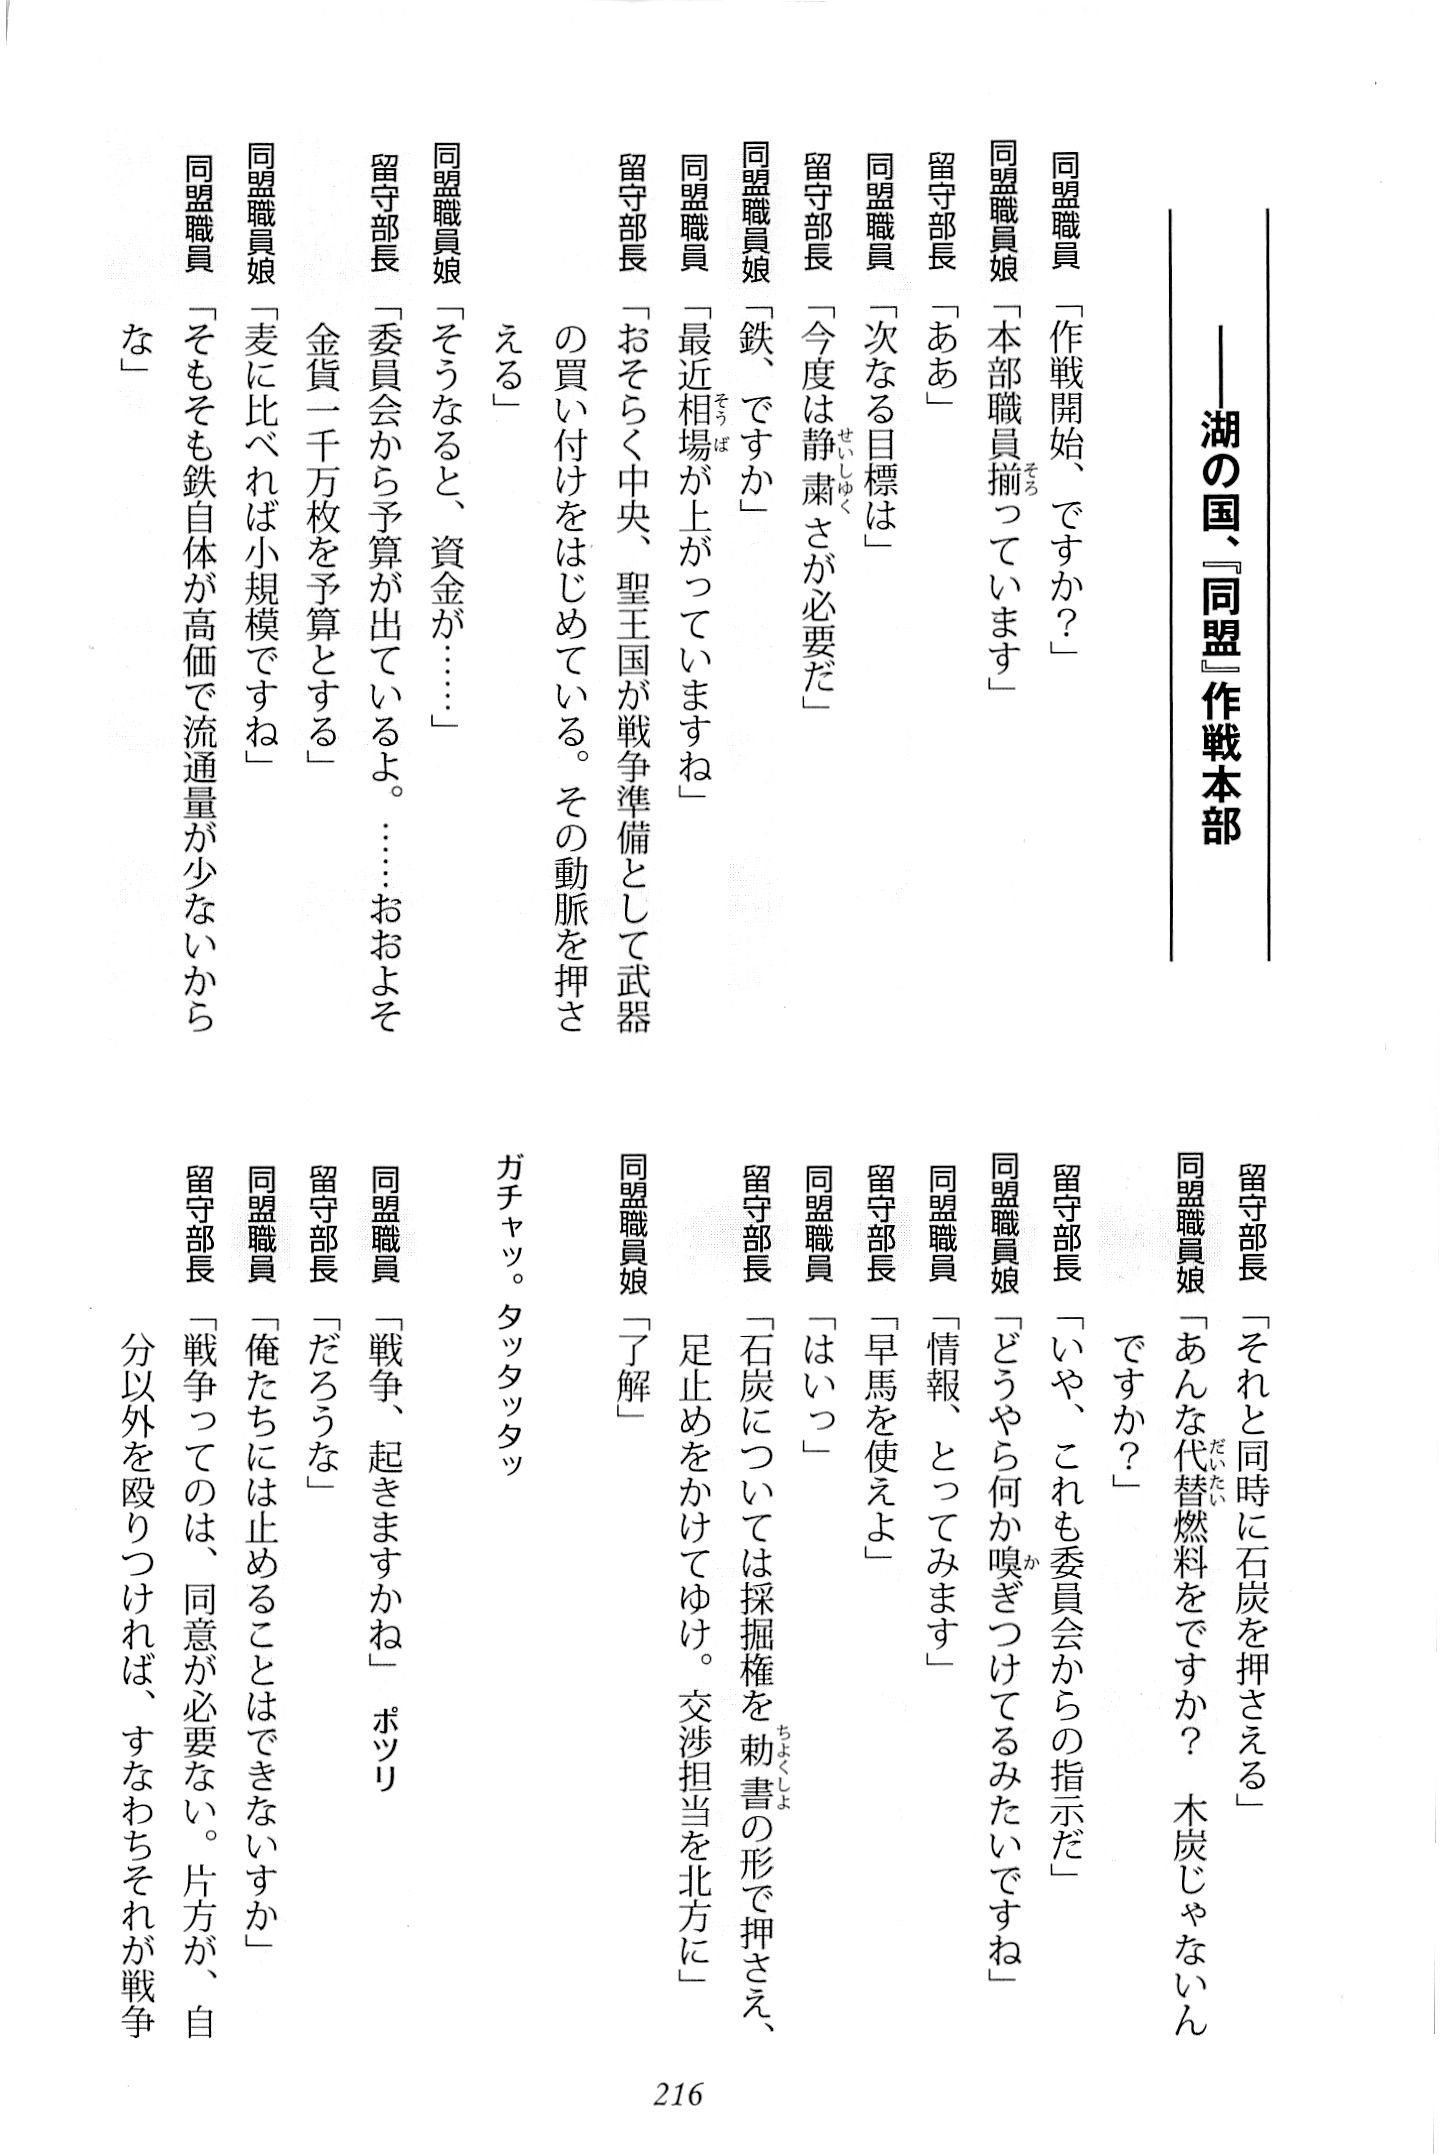 ――湖の国、『同盟』作戦本部
同盟職員「作戦開始、ですか？」
同盟職員娘「本部職員揃っています」
留守部長「ああ」
同盟職員「次なる目標は」
留守部長「今度は静粛さが必要だ」
同盟職員娘「鉄、ですか」
同盟職員「最近相場が上がっていますね」
留守部長「おそらく中央、聖王国が戦争準備として武器
の買い付けをはじめている。その動脈を押さ
える」
同盟職員娘「そうなると、資金が……」
留守部長「委員会から予算が出ているよ。……おおよそ
金貨一千万枚を予算とする」
同盟職員娘「麦に比べれば小規模ですね」
同盟職員「そもそも鉄自体が高価で流通量が少ないから
な」
留守部長「それと同時に石炭を押さえる」
同盟職員娘「あんな代替燃料をですか？　木炭じゃないん
ですか？」
留守部長「いや、これも委員会からの指示だ」
同盟職員娘「どうやら何か嗅ぎつけてるみたいですね」
同盟職員「情報、とってみます」
留守部長「早馬を使えよ」
同盟職員「はいっ」
留守部長「石炭については採掘権を勅書の形で押さえ、
足止めをかけてゆけ。交渉担当を北方に」
同盟職員娘「了解」
ガチャッ。タッタッタッ
同盟職員「戦争、起きますかね」　ポツリ
留守部長「だろうな」
同盟職員「俺たちには止めることはできないすか」
留守部長「戦争ってのは、同意が必要ない。片方が、自
分以外を殴りつければ、すなわちそれが戦争
216